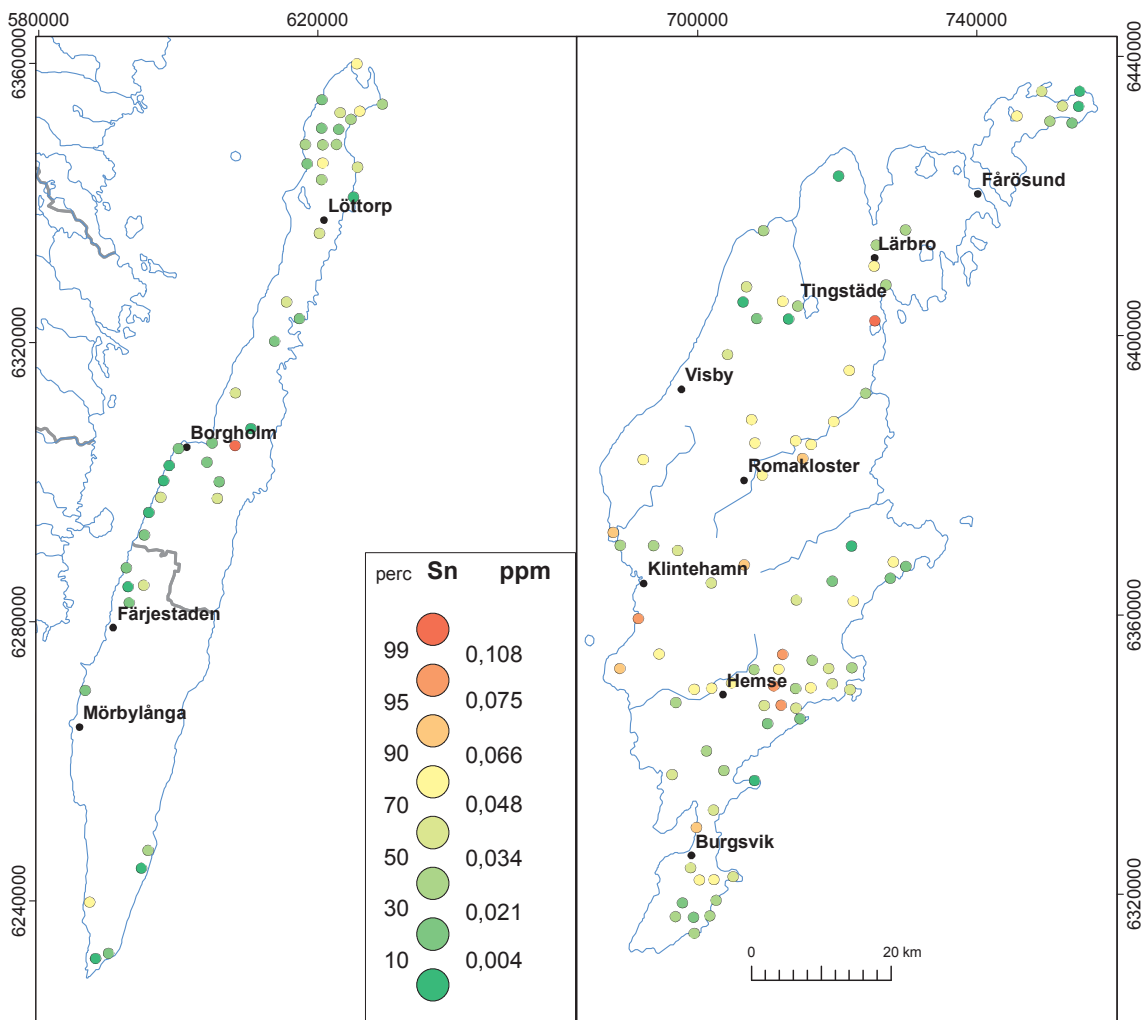 580000
620000
700000
740000
6360000
6320000
6280000
6240000
6440000
6400000
6360000
6320000
Löttorp
Borgholm
Färjestaden
Mörbylånga
Fårösund
Lärbro
Tingstäde
Visby
Romakloster
Klintehamn
Hemse
Burgsvik
perc Sn ppm
99 0,108
95 0,075
90 0,066
70 0,048
50 0,034
30 0,021
10 0,004
0 20 km